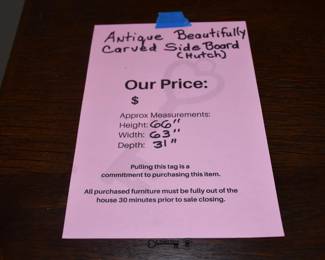 Antique Beautifully
Carved Side Board
(Hutch)
Our Price:
$
Approx Measurements:
Height: 66"
Width: 63"
Depth: 31"
Pulling this tag is a
commitment to purchasing this item.
All purchased furniture must be fully out of the
house 30 minutes prior to sale closing.